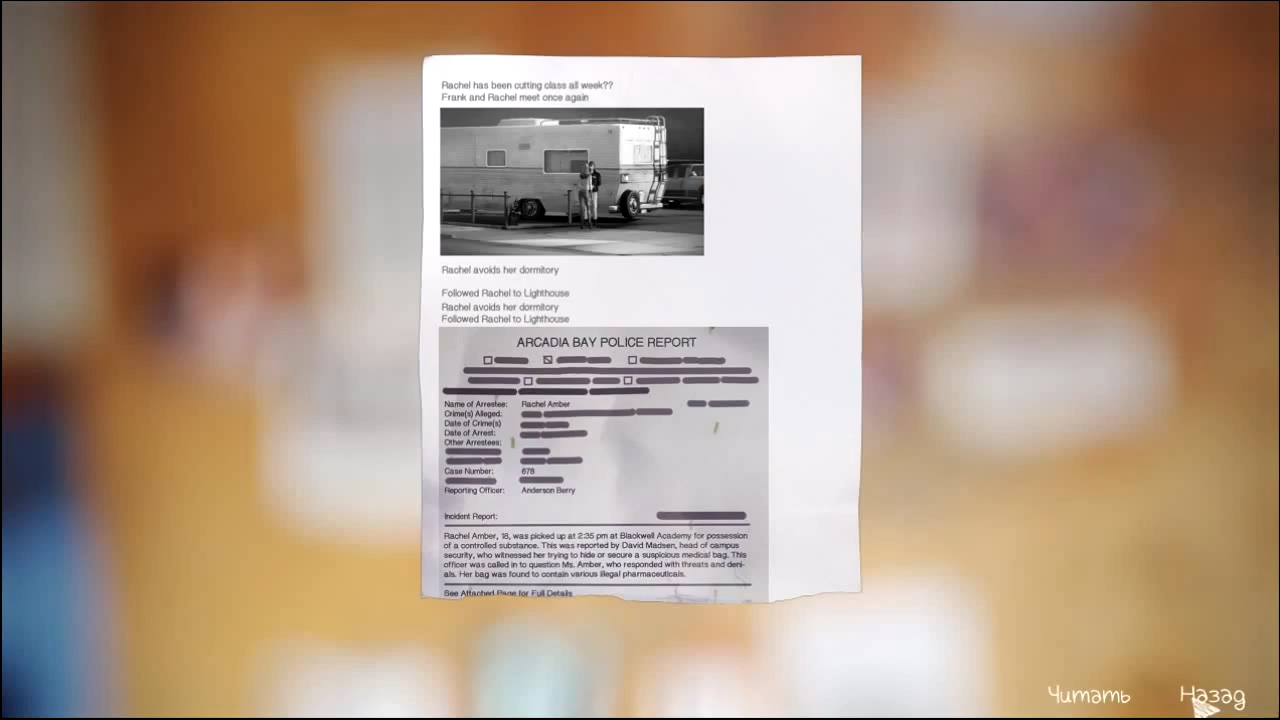 Rachel has been cutting class all week??
Frank and Rachel meet once again
Rachel avoids her dormitory
Followed Rachel to Lighthouse
Rachel avoids her dormitory
Followed Rachel to Lighthouse
ARCADIA BAY POLICE REPORT
Name of Arrestee: Rachel Amber
Crime(s) Alleged:
Date of Crime(s)
Date of Arrest:
Other Arrestees:
Case Number: 678
Reporting Officer: Anderson Berry
Incident Report:
Rachel Amber, 18, was picked up at 2:35 pm at Blackwell Academy for possession
of a controlled substance. This was reported by David Madsen, head of campus
security, who witnessed her trying to hide or secure a suspicious medical bag. This
officer was called in to question Ms. Amber, who responded with threats and deni-
als. Her bag was found to contain various illegal pharmaceuticals.
See Attached Page for Full Details
Читать Назад